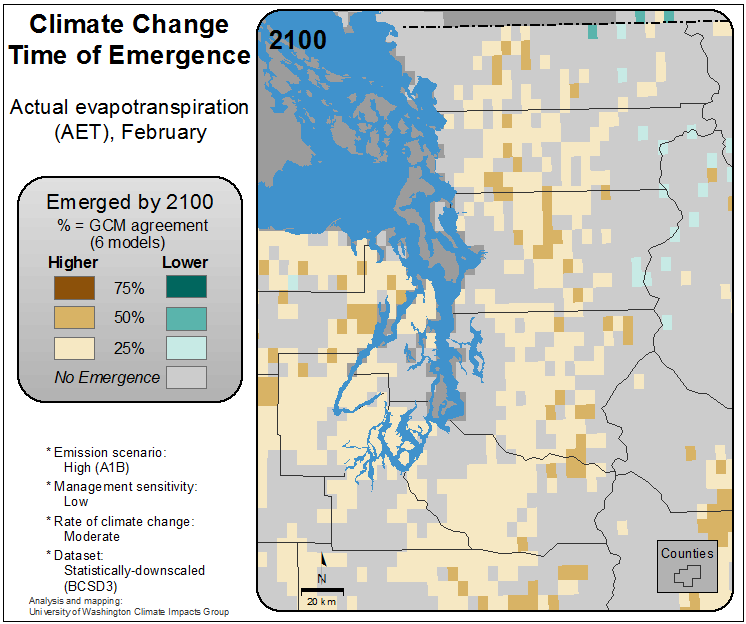 Climate Change
Time of Emergence
Actual evapotranspiration
(AET), February
Emerged by 2100
% = GCM agreement
(6 models)
Higher Lower
75%
50%
25%
No Emergence
* Emission scenario:
High (A1B)
* Management sensitivity:
Low
* Rate of climate change:
Moderate
* Dataset:
Statistically-downscaled
(BCSD3)
Analysis and mapping:
University of Washington Climate Impacts Group
2100
N
20 km
Counties